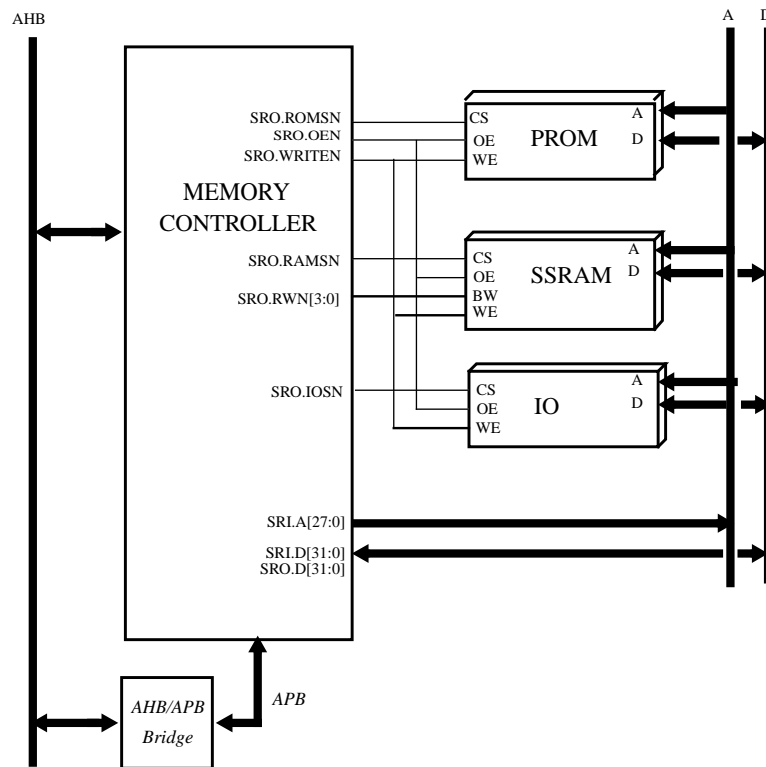 AHB
A
D
SRO.ROMSN
SRO.OEN
SRO.WRITEN
CS
OE
WE
PROM
A
D
MEMORY
CONTROLLER
SRO.RAMSN
SRO.RWN[3:0]
CS
OE
BW
WE
SSRAM
A
D
SRO.IOSN
CS
OE
WE
IO
A
D
SRI.A[27:0]
SRI.D[31:0]
SRO.D[31:0]
APB
AHB/APB
Bridge